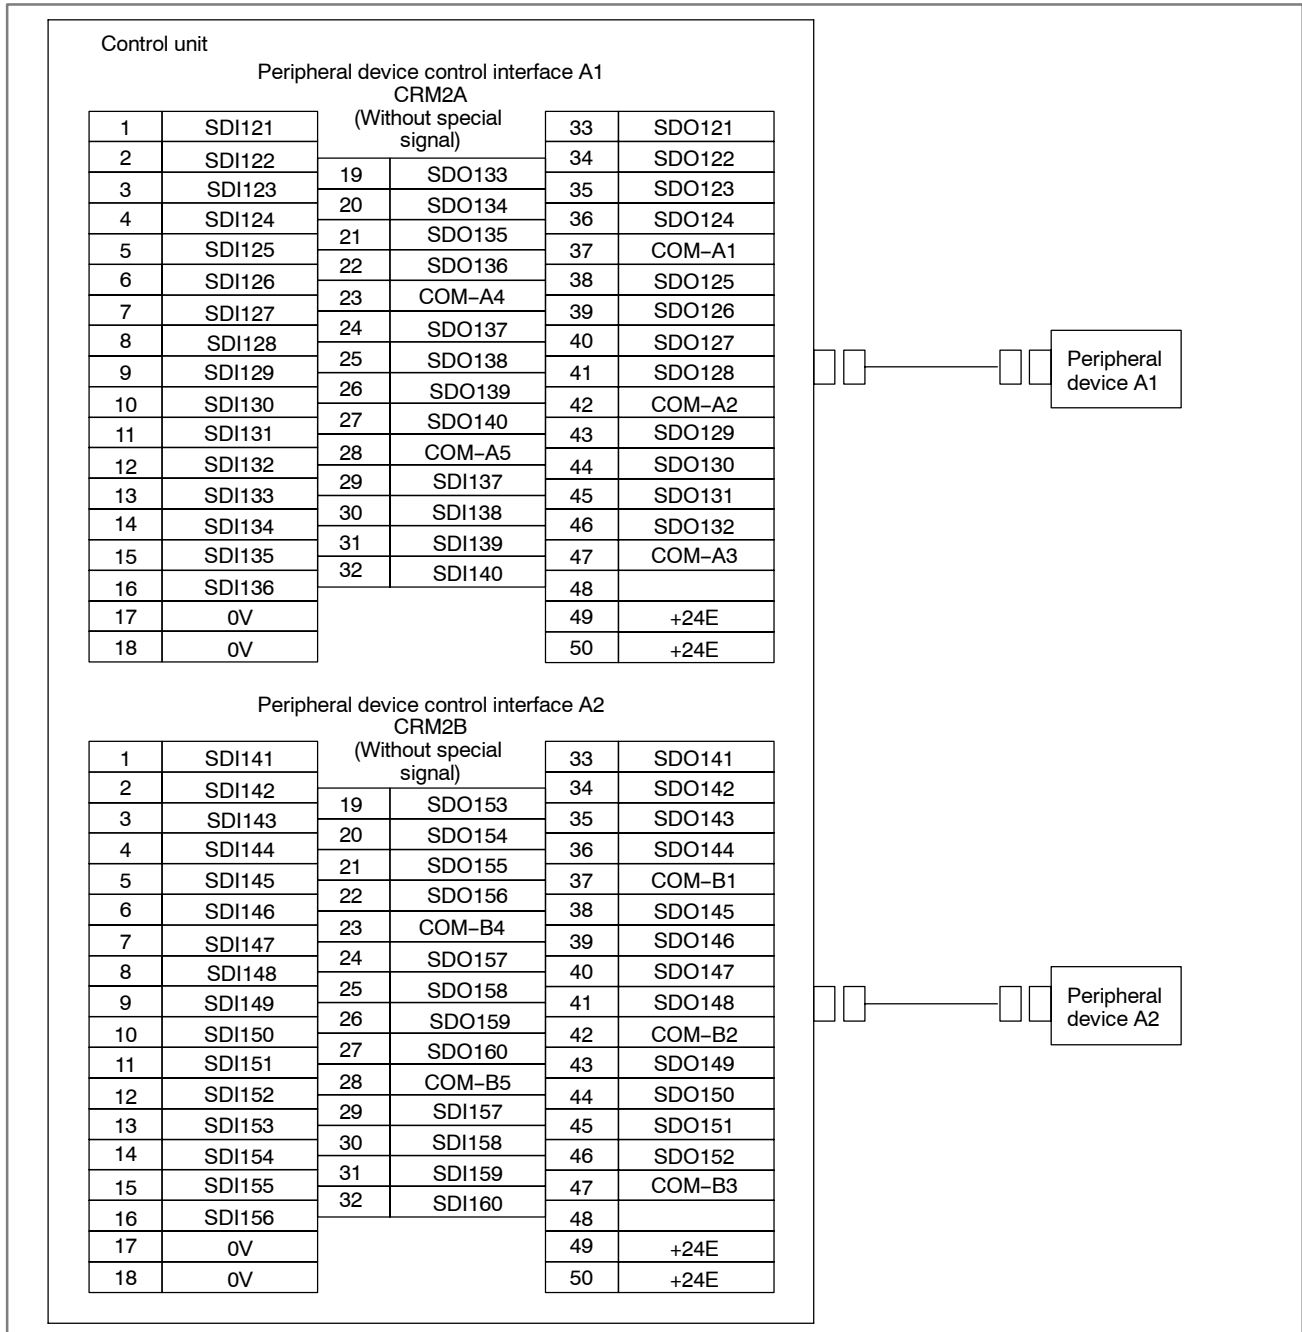 Control unit
Peripheral device control interface A1
CRM2A
(Without special
signal)
1 SDI121
2 SDI122
3 SDI123
4 SDI124
5 SDI125
6 SDI126
7 SDI127
8 SDI128
9 SDI129
10 SDI130
11 SDI131
12 SDI132
13 SDI133
14 SDI134
15 SDI135
16 SDI136
17 0V
18 0V
19 SDO133
20 SDO134
21 SDO135
22 SDO136
23 COM−A4
24 SDO137
25 SDO138
26 SDO139
27 SDO140
28 COM−A5
29 SDI137
30 SDI138
31 SDI139
32 SDI140
33 SDO121
34 SDO122
35 SDO123
36 SDO124
37 COM−A1
38 SDO125
39 SDO126
40 SDO127
41 SDO128
42 COM−A2
43 SDO129
44 SDO130
45 SDO131
46 SDO132
47 COM−A3
48
49 +24E
50 +24E
Peripheral
device A1
Peripheral device control interface A2
CRM2B
(Without special
signal)
1 SDI141
2 SDI142
3 SDI143
4 SDI144
5 SDI145
6 SDI146
7 SDI147
8 SDI148
9 SDI149
10 SDI150
11 SDI151
12 SDI152
13 SDI153
14 SDI154
15 SDI155
16 SDI156
17 0V
18 0V
19 SDO153
20 SDO154
21 SDO155
22 SDO156
23 COM−B4
24 SDO157
25 SDO158
26 SDO159
27 SDO160
28 COM−B5
29 SDI157
30 SDI158
31 SDI159
32 SDI160
33 SDO141
34 SDO142
35 SDO143
36 SDO144
37 COM−B1
38 SDO145
39 SDO146
40 SDO147
41 SDO148
42 COM−B2
43 SDO149
44 SDO150
45 SDO151
46 SDO152
47 COM−B3
48
49 +24E
50 +24E
Peripheral
device A2